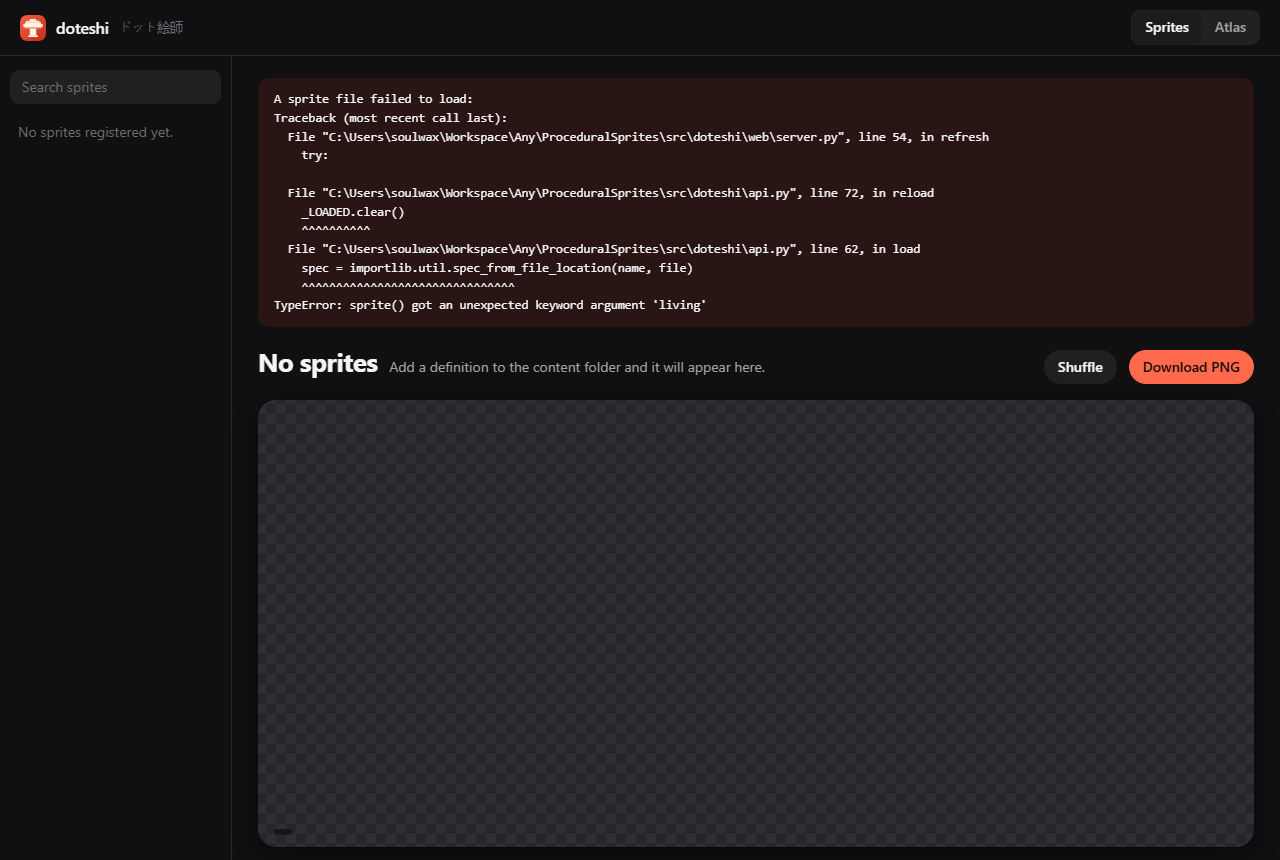 doteshi ドット絵師
Sprites Atlas
Search sprites
No sprites registered yet.
A sprite file failed to load:
Traceback (most recent call last):
  File "C:\Users\soulwax\Workspace\Any\ProceduralSprites\src\doteshi\web\server.py", line 54, in refresh
    try:
  File "C:\Users\soulwax\Workspace\Any\ProceduralSprites\src\doteshi\api.py", line 72, in reload
    _LOADED.clear()
    ^^^^^^^^^^
  File "C:\Users\soulwax\Workspace\Any\ProceduralSprites\src\doteshi\api.py", line 62, in load
    spec = importlib.util.spec_from_file_location(name, file)
    ^^^^^^^^^^^^^^^^^^^^^^^^^^^^^^^
TypeError: sprite() got an unexpected keyword argument 'living'
No sprites Add a definition to the content folder and it will appear here.
Shuffle Download PNG